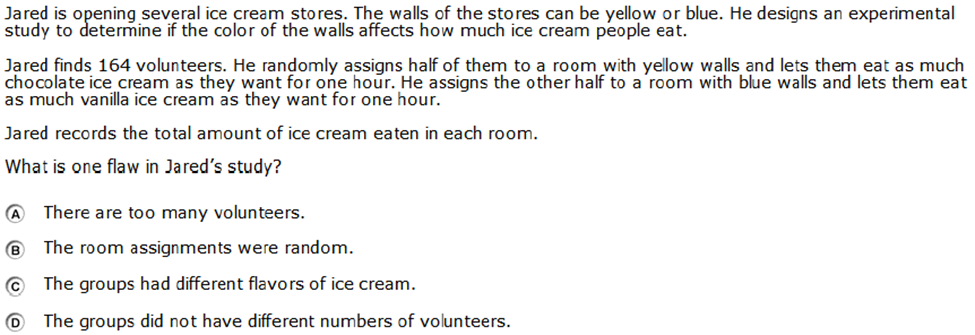 Jared is opening several ice cream stores. The walls of the stores can be yellow or blue. He designs an experimental
study to determine if the color of the walls affects how much ice cream people eat.
Jared finds 164 volunteers. He randomly assigns half of them to a room with yellow walls and lets them eat as much
chocolate ice cream as they want for one hour. He assigns the other half to a room with blue walls and lets them eat
as much vanilla ice cream as they want for one hour.
Jared records the total amount of ice cream eaten in each room.
What is one flaw in Jared's study?
A There are too many volunteers.
B The room assignments were random.
C The groups had different flavors of ice cream.
D The groups did not have different numbers of volunteers.